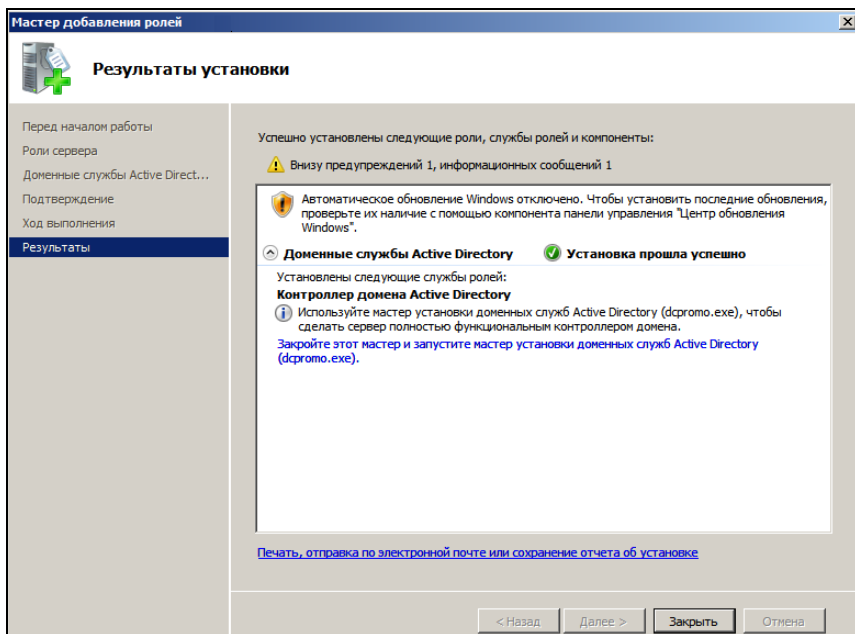 Мастер добавления ролей
Результаты установки
Перед началом работы
Роли сервера
Доменные службы Active Direct...
Подтверждение
Ход выполнения
Результаты
Успешно установлены следующие роли, службы ролей и компоненты:
Внизу предупреждений 1, информационных сообщений 1
Автоматическое обновление Windows отключено. Чтобы установить последние обновления,
проверьте их наличие с помощью компонента панели управления "Центр обновления
Windows".
Доменные службы Active Directory Установка прошла успешно
Установлены следующие службы ролей:
Контроллер домена Active Directory
Используйте мастер установки доменных служб Active Directory (dcpromo.exe), чтобы
сделать сервер полностью функциональным контроллером домена.
Закройте этот мастер и запустите мастер установки доменных служб Active Directory
(dcpromo.exe).
Печать, отправка по электронной почте или сохранение отчета об установке
< Назад Далее > Закрыть Отмена